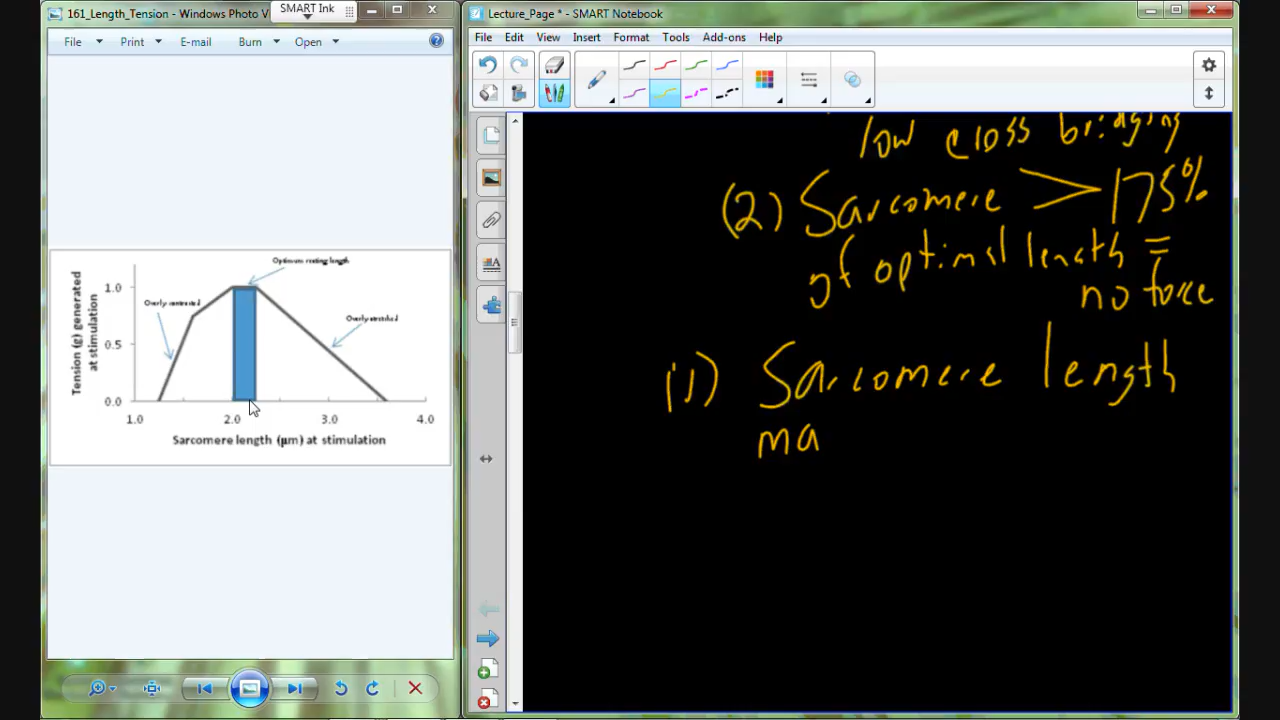 161_Length_Tension - Windows Photo V
SMART Ink
File Print E-mail Burn Open
Optimum resting length
Overly contracted
Overly stretched
Tension (g) generated
at stimulation
1.0
0.5
0.0
1.0 2.0 3.0 4.0
Sarcomere length (µm) at stimulation
Lecture_Page * - SMART Notebook
File Edit View Insert Format Tools Add-ons Help
low cross bridging
(2) Sarcomere > 175%
of optimal length =
no force
(11) Sarcomere length
ma